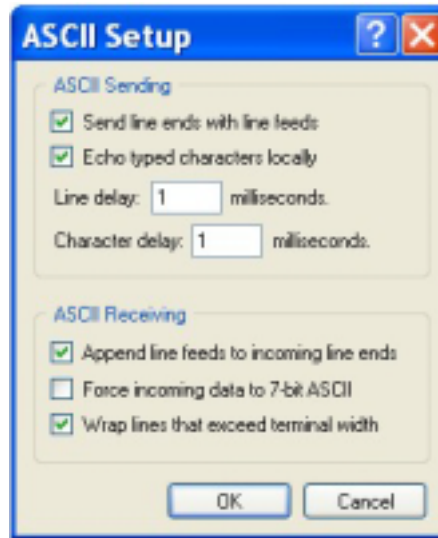 ASCII Setup ? X
ASCII Sending
Send line ends with line feeds
Echo typed characters locally
Line delay: 1 milliseconds.
Character delay: 1 milliseconds.
ASCII Receiving
Append line feeds to incoming line ends
Force incoming data to 7-bit ASCII
Wrap lines that exceed terminal width
OK Cancel